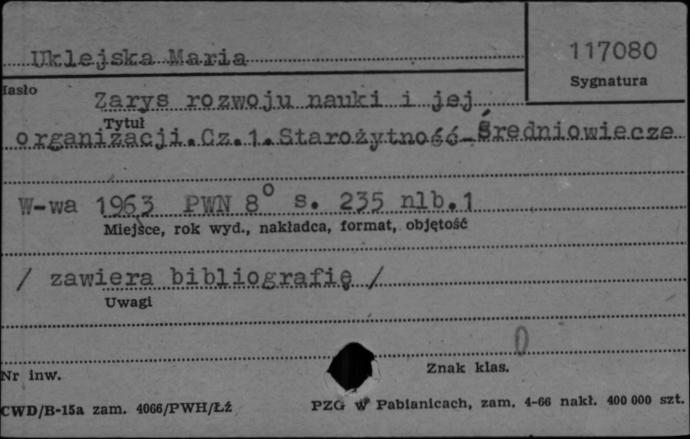 Uklejska Maria
117080
Hasło
Sygnatura
Zarys rozwoju nauki i jej
Tytuł
organizacji.Cz.1.Starożytność-Średniowiecze
W-wa 1963 PWN 8° s. 235 nlb.1
Miejsce, rok wyd., nakładca, format, objętość
/ zawiera bibliografię /
Uwagi
0
Nr inw.
Znak klas.
CWD/B-15a zam. 4066/PWH/Łź
PZG w Pabianicach, zam. 4-66 nakł. 400 000 szt.